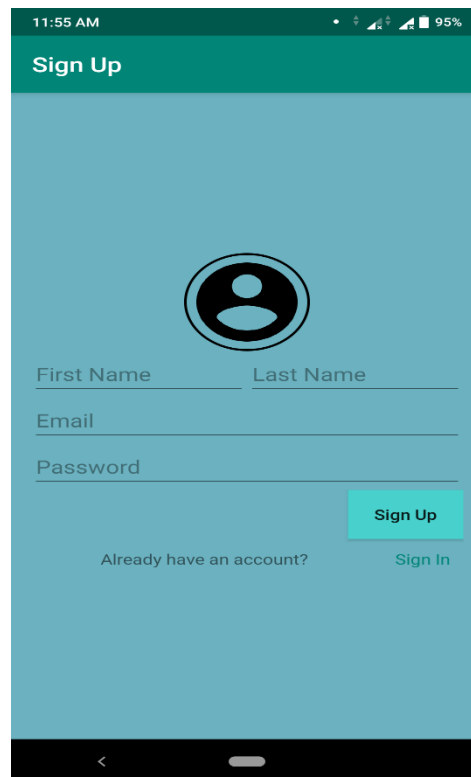 11:55 AM 95%
Sign Up
First Name Last Name
Email
Password
Sign Up
Already have an account? Sign In